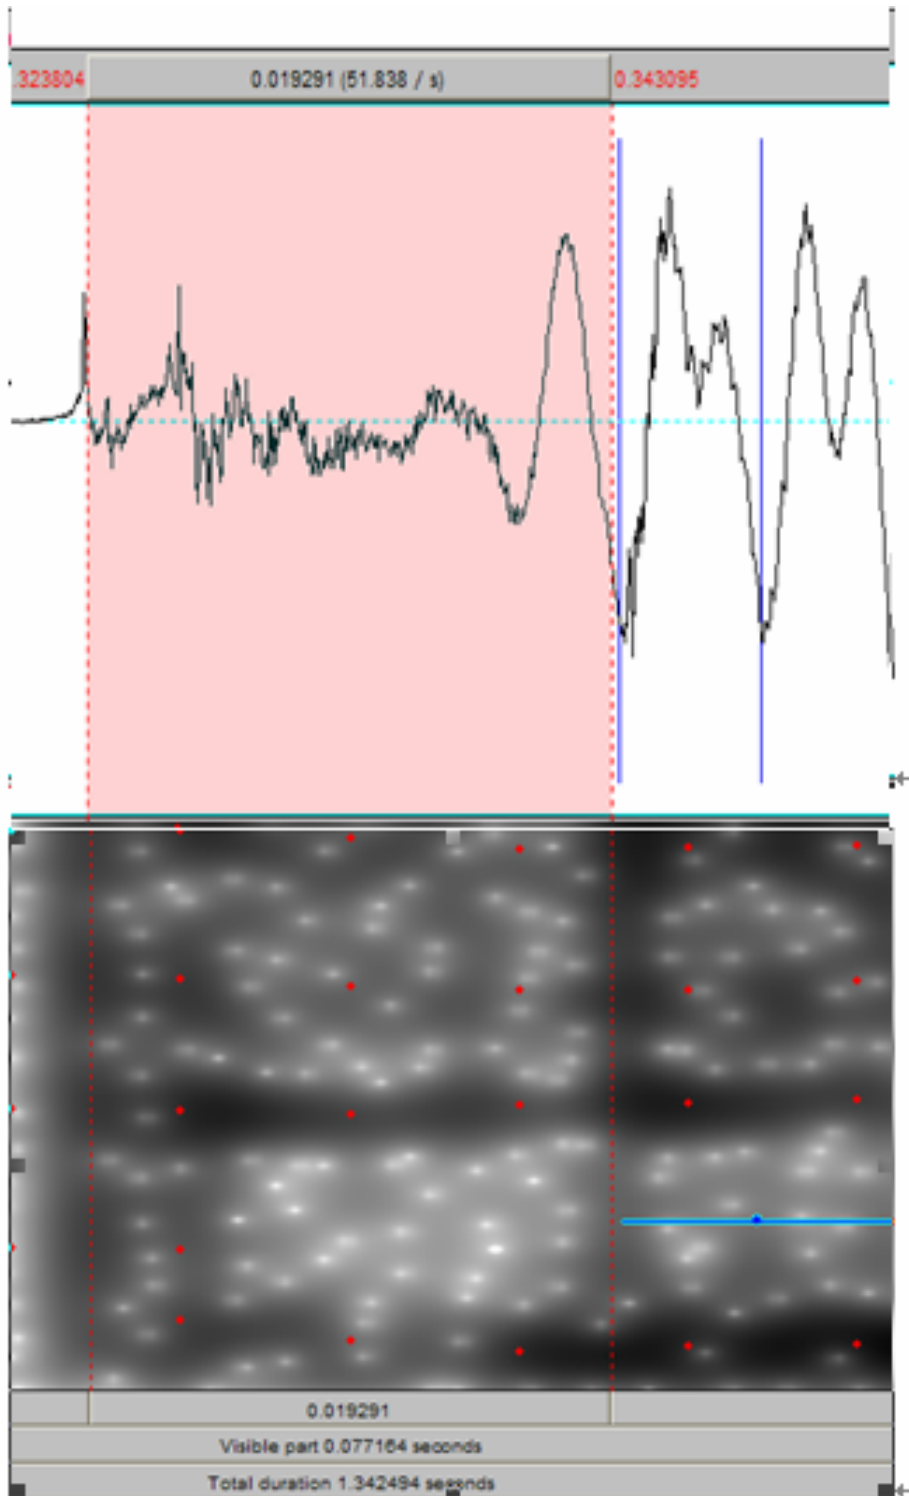 .323804 0.019291 (51.838 / s) 0.343095
0.019291
Visible part 0.077164 seconds
Total duration 1.342494 seconds